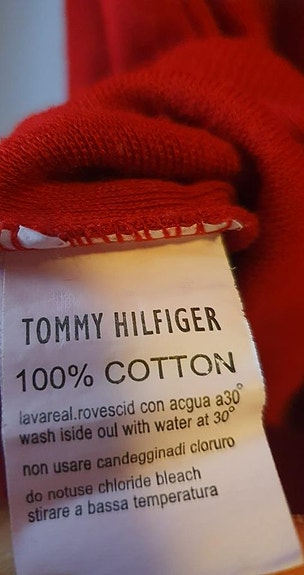 TOMMY HILFIGER
100% COTTON
lavareal.rovescid con acqua a30°
wash iside oul with water at 30°
non usare candegginadi cloruro
do notuse chloride bleach
stirare a bassa temperatura